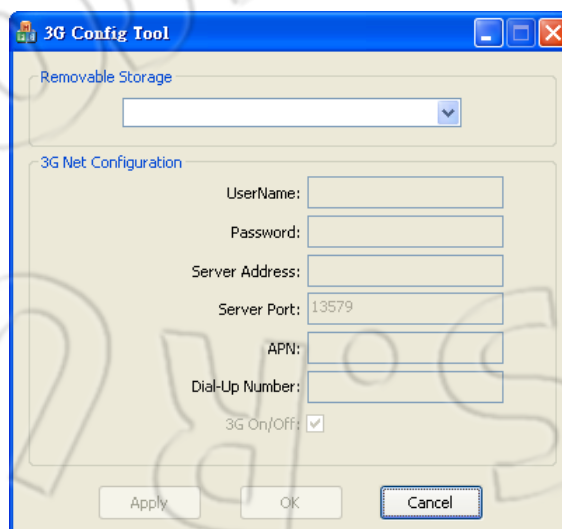 3G Config Tool
Removable Storage
3G Net Configuration
UserName:
Password:
Server Address:
Server Port: 13579
APN:
Dial-Up Number:
3G On/Off:
Apply OK Cancel